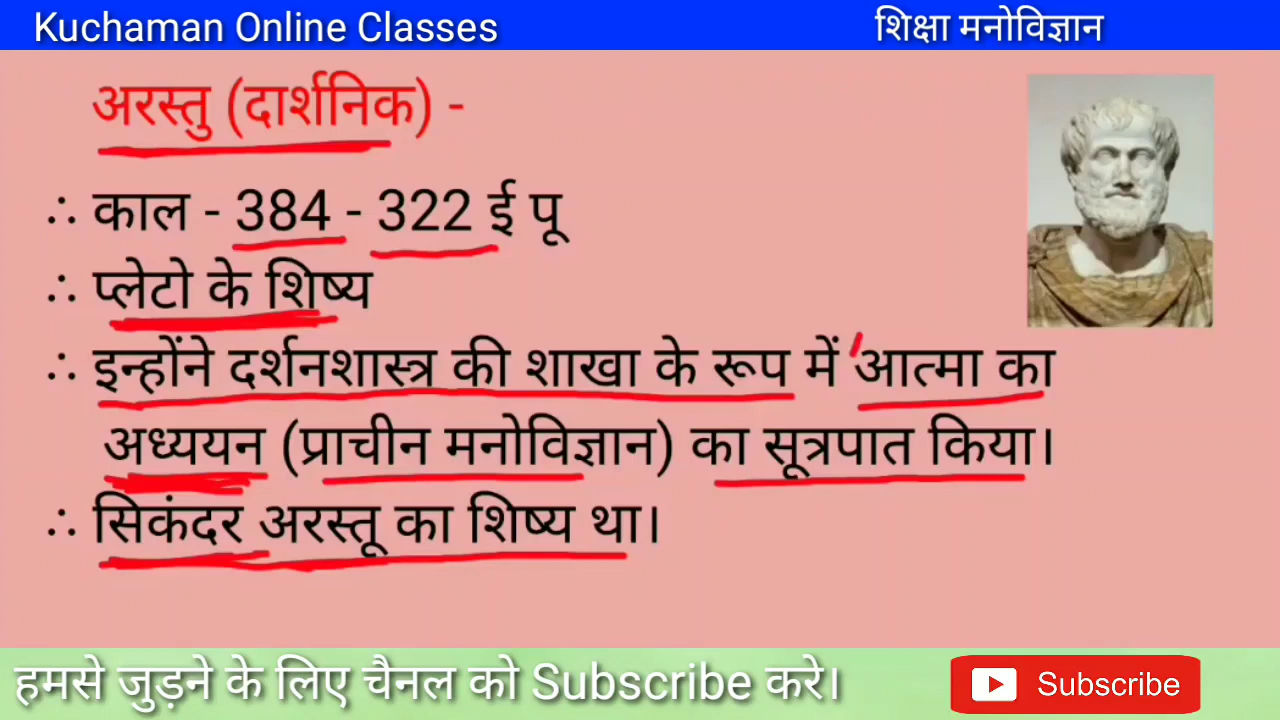 Kuchaman Online Classes
शिक्षा मनोविज्ञान
अरस्तु (दार्शनिक) -
∴ काल - 384 - 322 ई पू
∴ प्लेटो के शिष्य
∴ इन्होंने दर्शनशास्त्र की शाखा के रूप में 'आत्मा का
अध्ययन (प्राचीन मनोविज्ञान) का सूत्रपात किया।
∴ सिकंदर अरस्तू का शिष्य था।
हमसे जुड़ने के लिए चैनल को Subscribe करे।
Subscribe